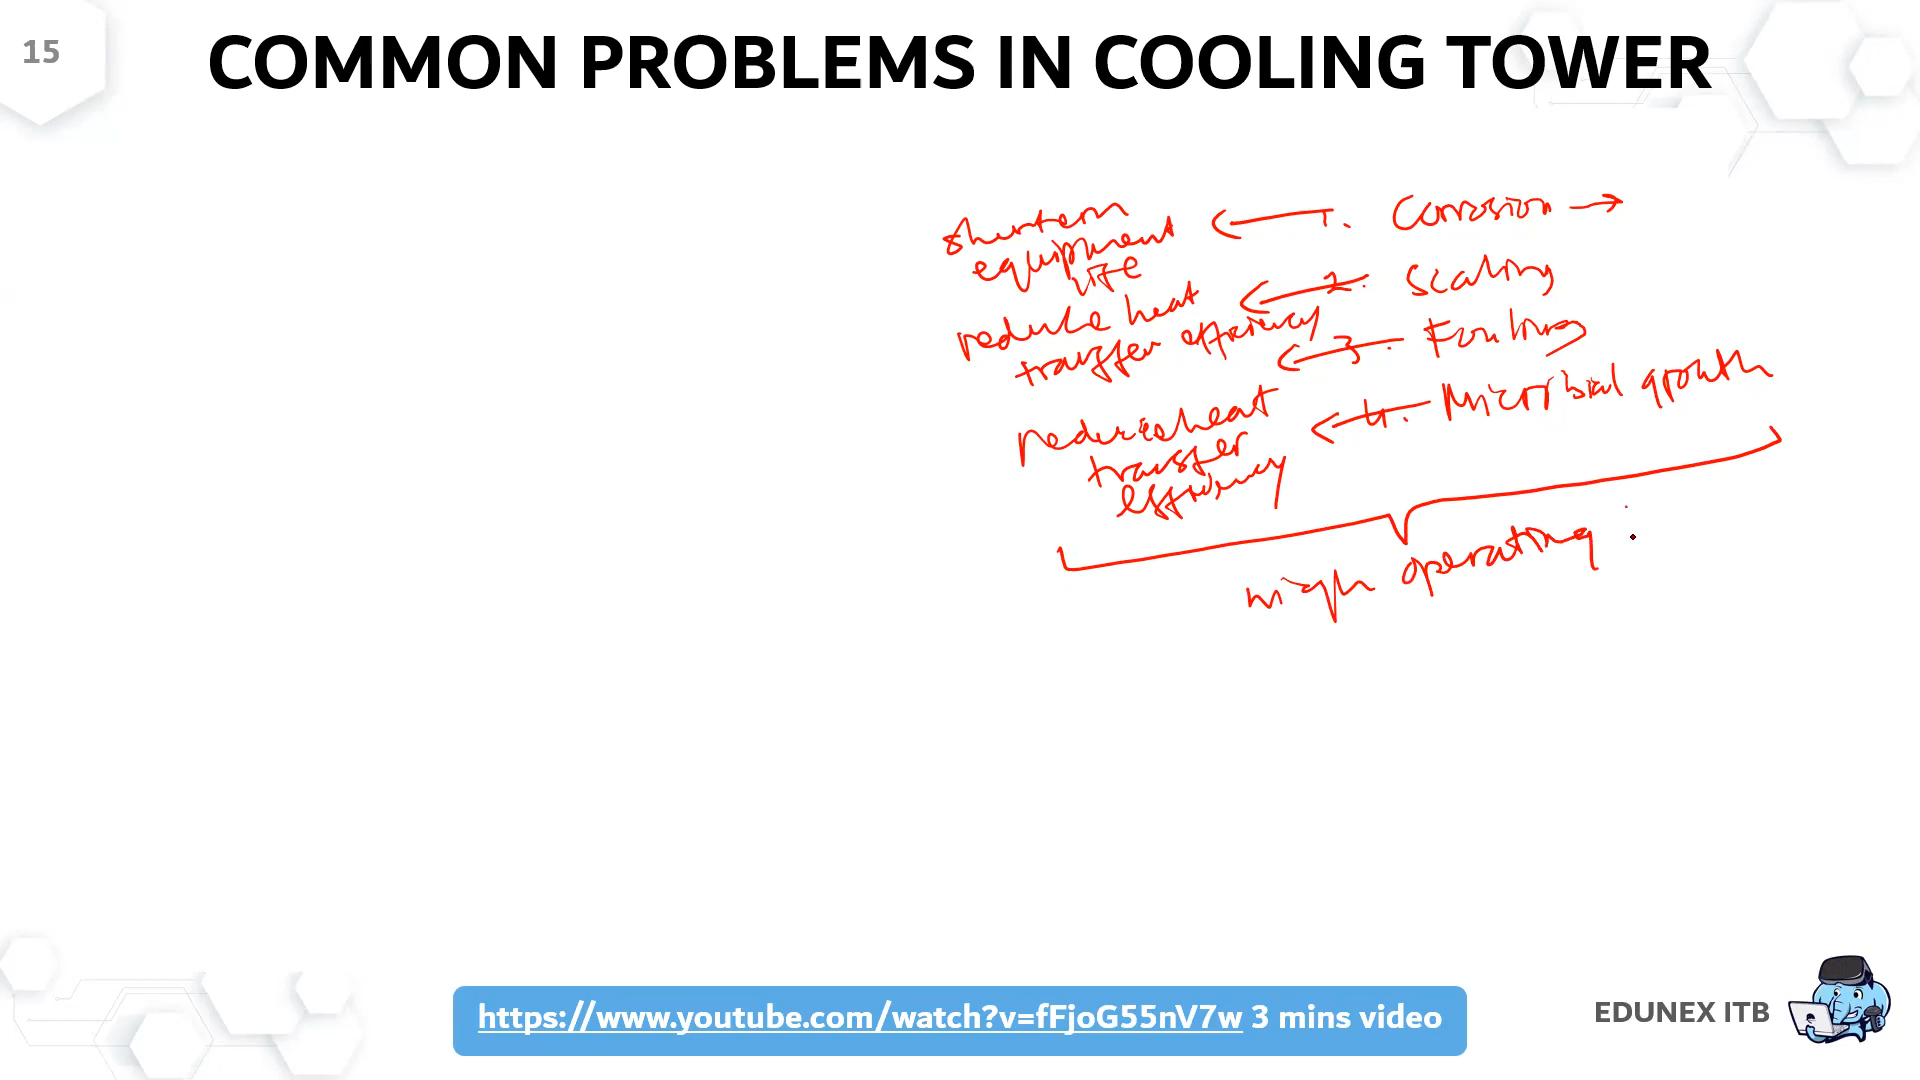 15
COMMON PROBLEMS IN COOLING TOWER
shortern
equipment
life
1. Corrosion
reduce heat
transfer efficiency
2. Scaling
3. Fouling
reduce heat
transfer
efficiency
4. Microbial growth
high operating
https://www.youtube.com/watch?v=fFjoG55nV7w 3 mins video
EDUNEX ITB